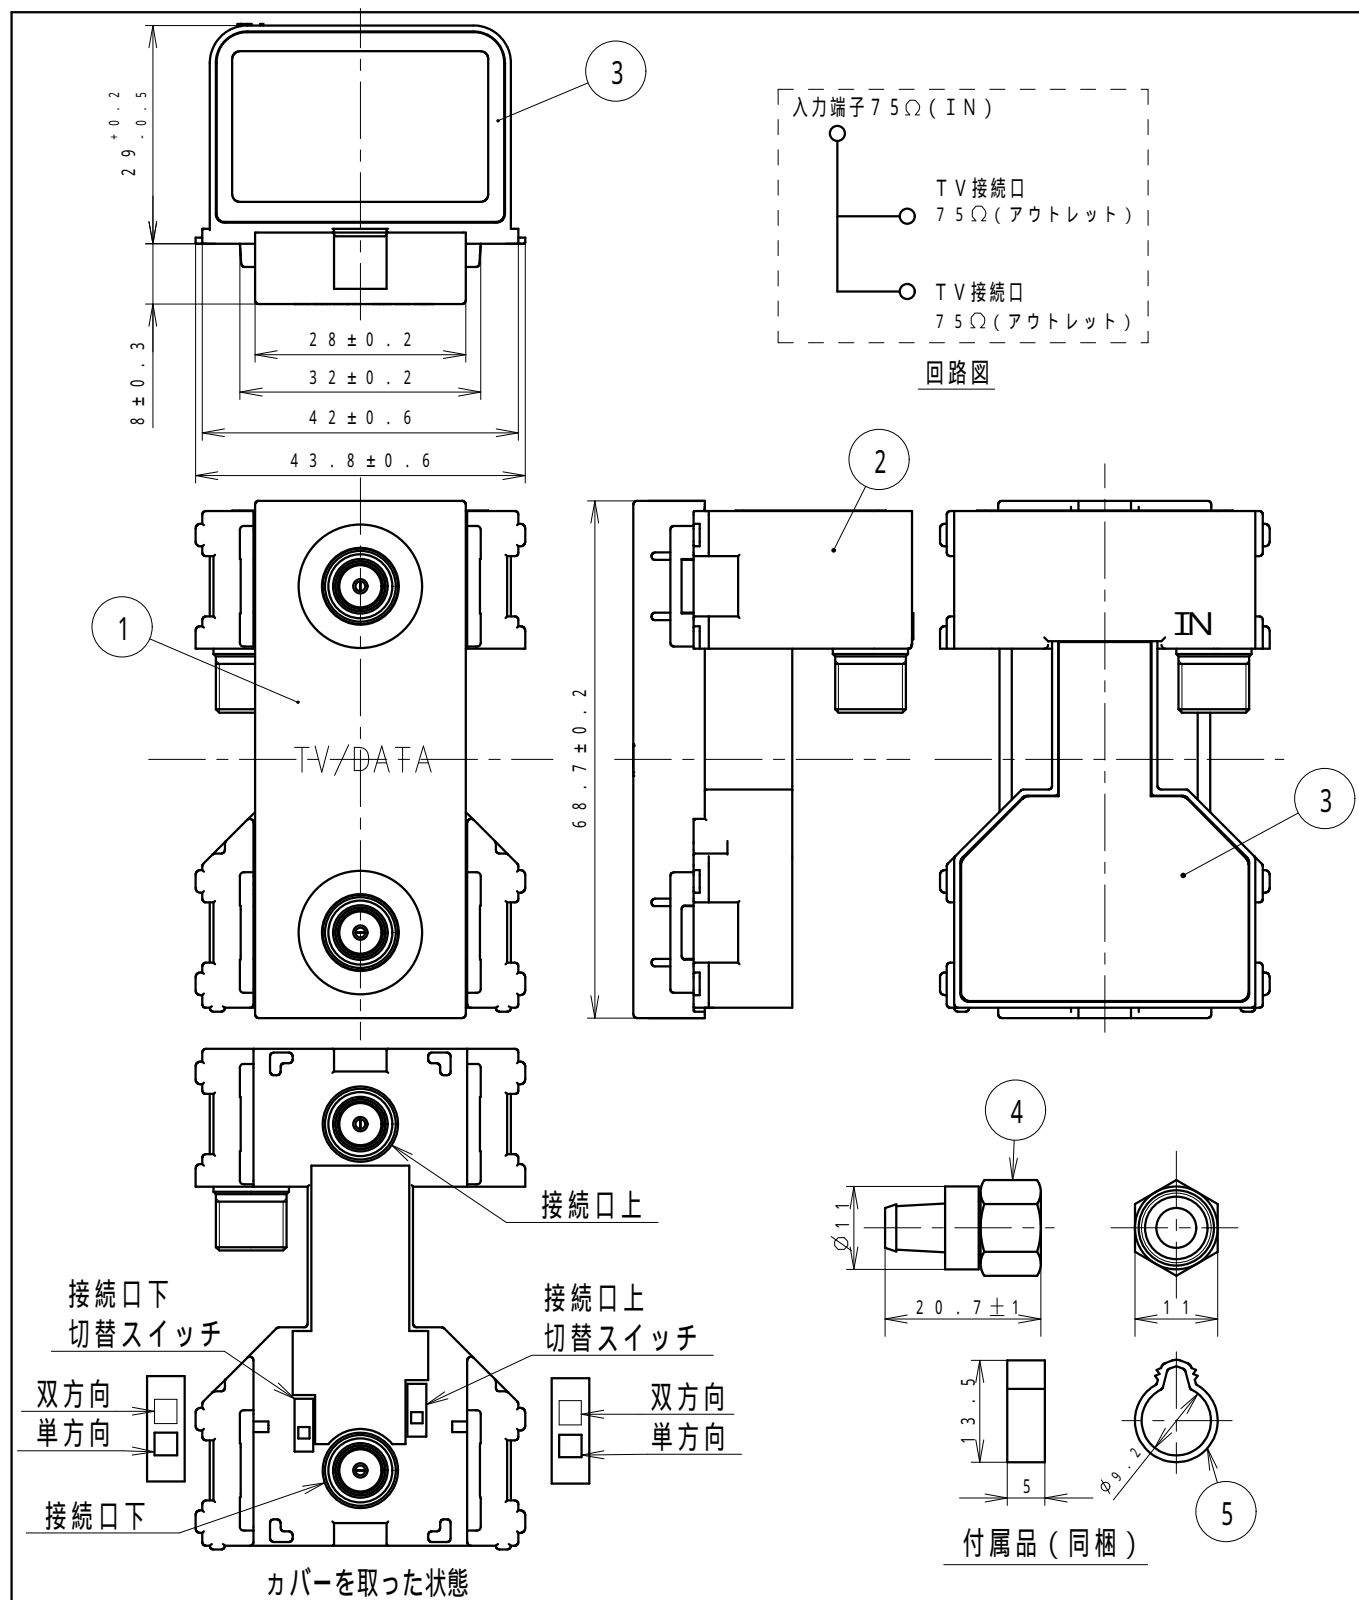 3
29 +0.2 -0.5
8±0.3
28±0.2
32±0.2
42±0.6
43.8±0.6
入力端子75Ω(IN)
TV接続口
75Ω(アウトレット)
TV接続口
75Ω(アウトレット)
回路図
1
TV/DATA
2
68.7±0.2
IN
3
接続口上
接続口下
切替スイッチ
接続口上
切替スイッチ
双方向
単方向
双方向
単方向
接続口下
カバーを取った状態
4
Ø11
20.7±1
11
13.5
5
Ø9.2
5
付属品(同梱)